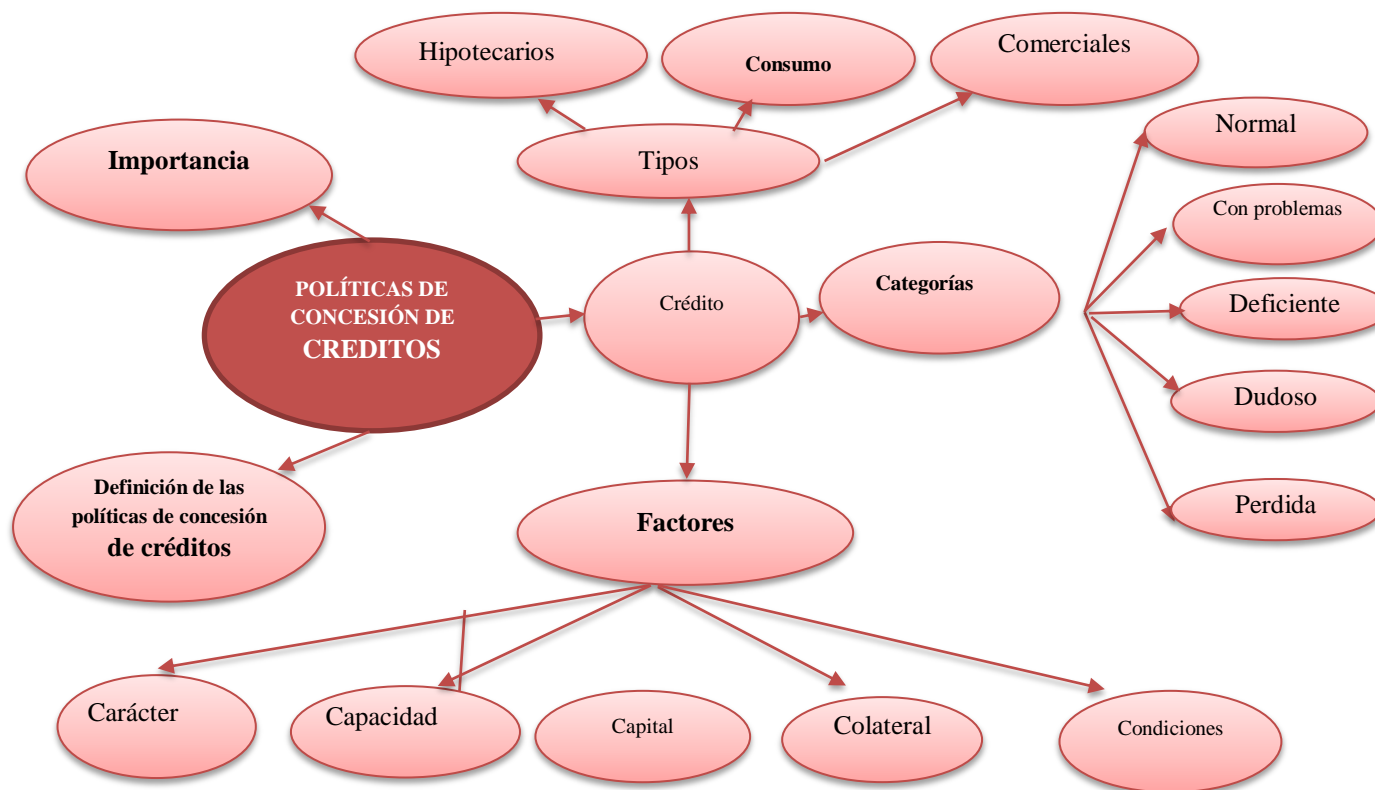 Hipotecarios
Consumo
Comerciales
Normal
Importancia
Tipos
Con problemas
POLÍTICAS DE
CONCESIÓN DE
CREDITOS
Crédito
Categorías
Deficiente
Dudoso
Definición de las
políticas de concesión
de créditos
Factores
Perdida
Carácter
Capacidad
Capital
Colateral
Condiciones